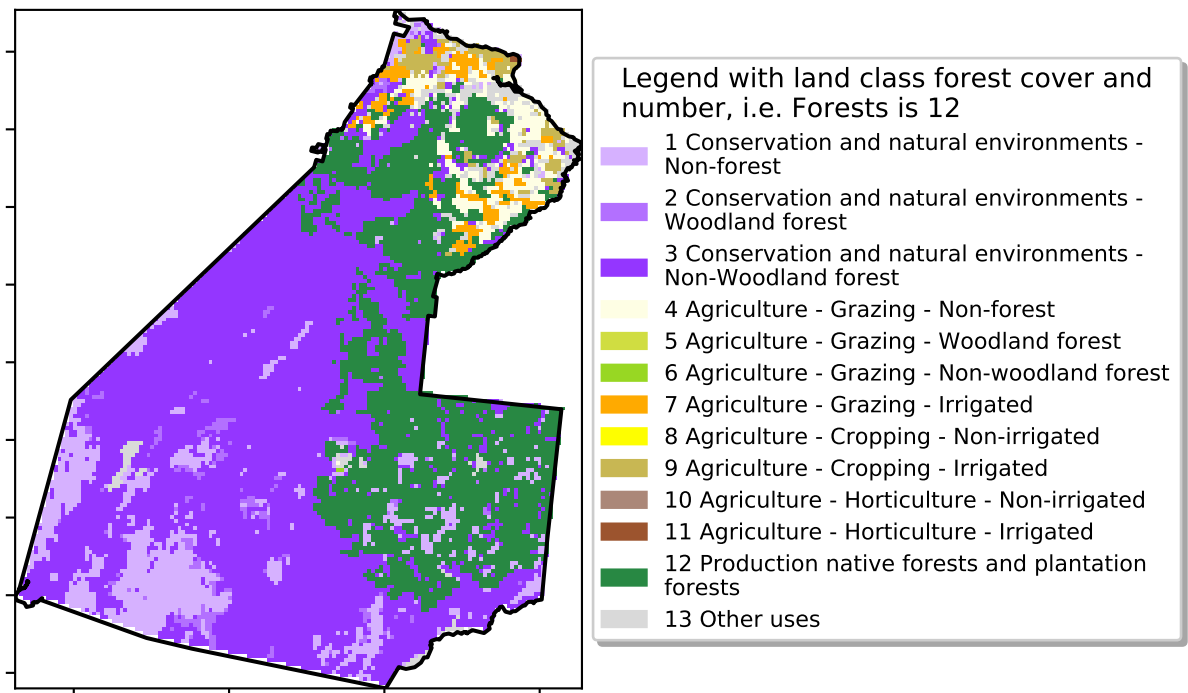 Legend with land class forest cover and
number, i.e. Forests is 12
1 Conservation and natural environments -
Non-forest
2 Conservation and natural environments -
Woodland forest
3 Conservation and natural environments -
Non-Woodland forest
4 Agriculture - Grazing - Non-forest
5 Agriculture - Grazing - Woodland forest
6 Agriculture - Grazing - Non-woodland forest
7 Agriculture - Grazing - Irrigated
8 Agriculture - Cropping - Non-irrigated
9 Agriculture - Cropping - Irrigated
10 Agriculture - Horticulture - Non-irrigated
11 Agriculture - Horticulture - Irrigated
12 Production native forests and plantation
forests
13 Other uses